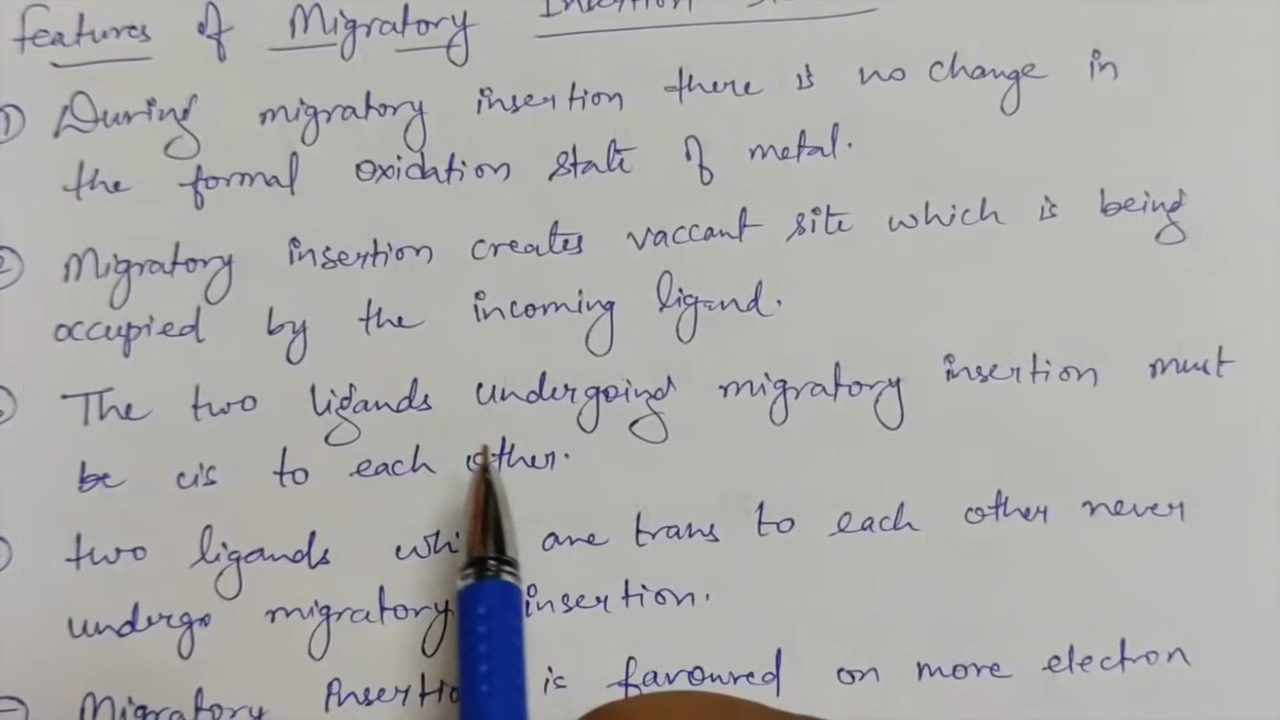 features of Migratory Insertion
① During migratory insertion there is no change in
the formal oxidation state of metal.
② Migratory insertion creates vaccant site which is being
occupied by the incoming ligand.
The two ligands undergoing migratory insertion must
be cis to each other.
two ligands are trans to each other never
undergo migratory insertion.
Migratory is favoured on more electron